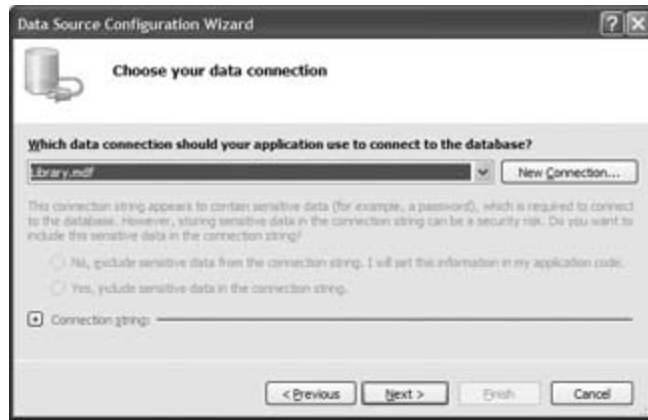 Data Source Configuration Wizard
Choose your data connection
Which data connection should your application use to connect to the database?
Library.mdf
New Connection...
This connection string appears to contain sensitive data (for example, a password), which is required to connect
to the database. However, storing sensitive data in the connection string can be a security risk. Do you want to
include this sensitive data in the connection string?
No, exclude sensitive data from the connection string. I will set this information in my application code.
Yes, include sensitive data in the connection string.
Connection string:
< Previous
Next >
Finish
Cancel